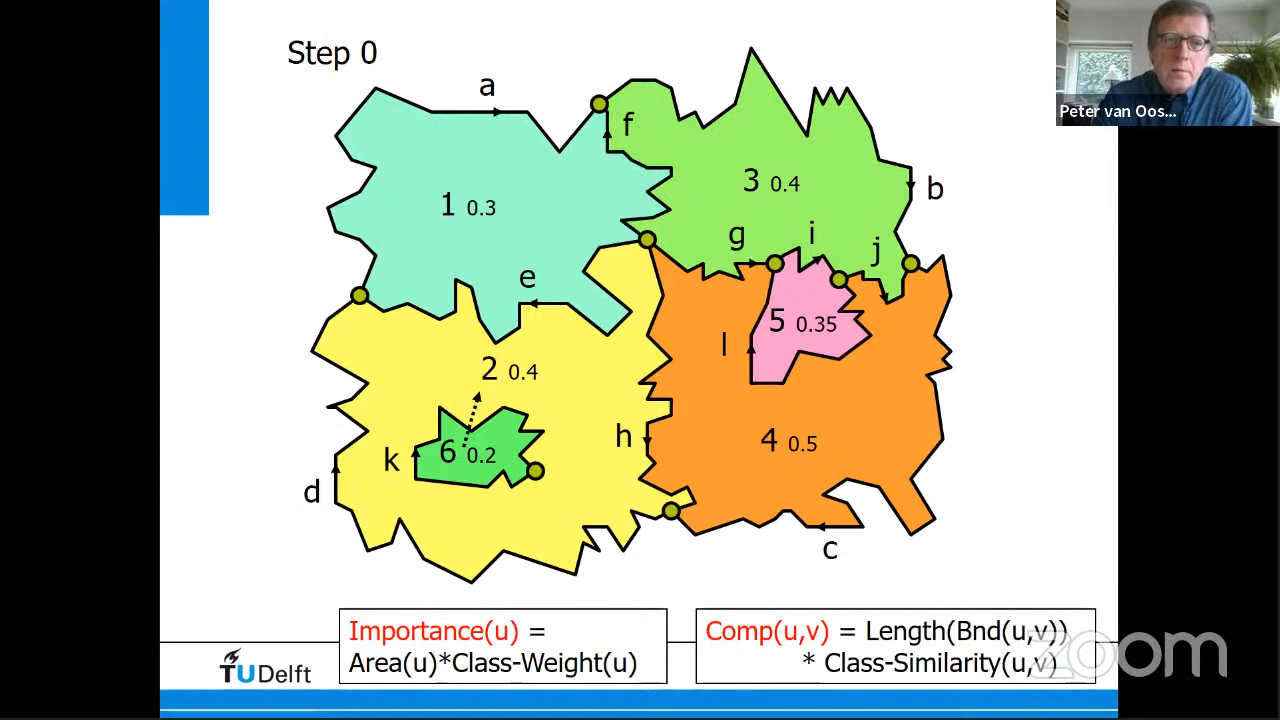 Step 0
a
f
Peter van Oos...
3 0.4
b
1 0.3
g
i
j
e
5 0.35
l
2 0.4
h
4 0.5
k
6 0.2
d
c
Importance(u) =
Area(u)*Class-Weight(u)
Comp(u,v) = Length(Bnd(u,v))
* Class-Similarity(u,v)
TUDelft
zoom